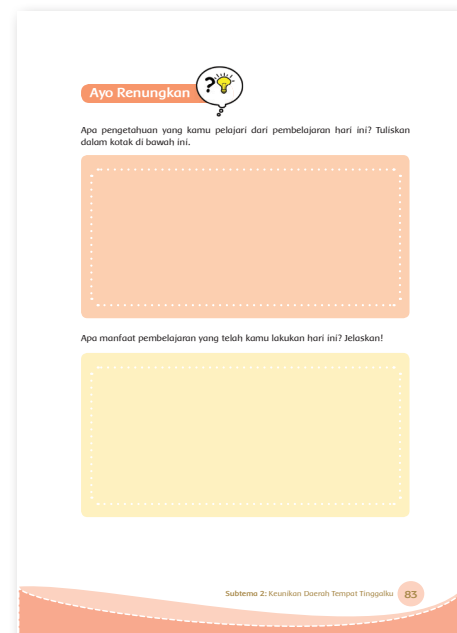 Ayo Renungkan
Apa pengetahuan yang kamu pelajari dari pembelajaran hari ini? Tuliskan
dalam kotak di bawah ini.
Apa manfaat pembelajaran yang telah kamu lakukan hari ini? Jelaskan!
Subtema 2: Keunikan Daerah Tempat Tinggalku 83